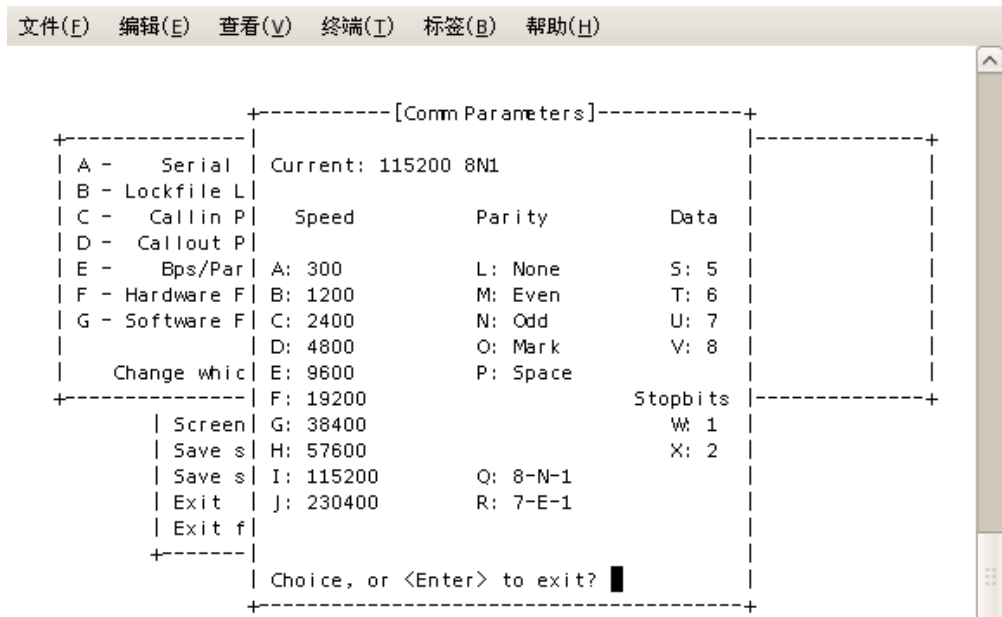 文件(F) 编辑(E) 查看(V) 终端(T) 标签(B) 帮助(H)
+-----------[Comm Parameters]------------+
+---------------| |--------------+
| A - Serial | Current: 115200 8N1 | |
| B - Lockfile L| | |
| C - Callin P| Speed Parity Data | |
| D - Callout P| | |
| E - Bps/Par| A: 300 L: None S: 5 | |
| F - Hardware F| B: 1200 M: Even T: 6 | |
| G - Software F| C: 2400 N: Odd U: 7 | |
| | D: 4800 O: Mark V: 8 | |
| Change whic| E: 9600 P: Space | |
+---------------| F: 19200 Stopbits |--------------+
| Screen| G: 38400 W: 1 |
| Save s| H: 57600 X: 2 |
| Save s| I: 115200 Q: 8-N-1 |
| Exit | J: 230400 R: 7-E-1 |
| Exit f| |
+-------| |
| Choice, or <Enter> to exit? |
+----------------------------------------+